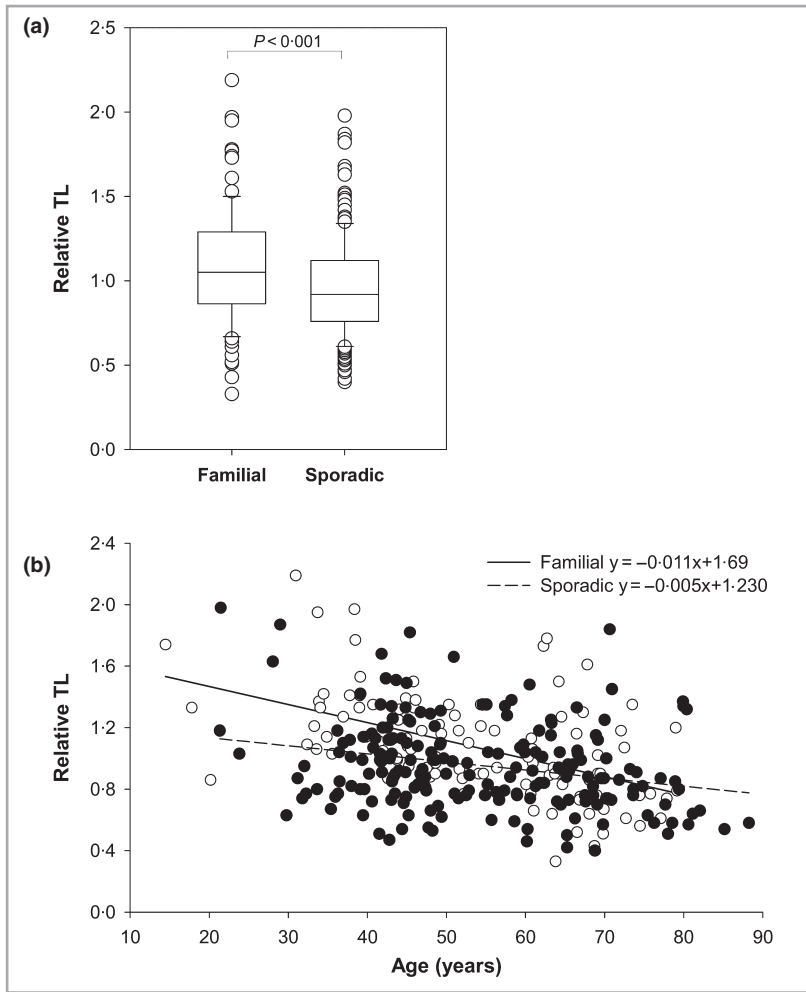 (a)
2·5
P < 0·001
2·0
1·5
1·0
0·5
0·0
Relative TL
Familial Sporadic
(b)
2·4
2·0
1·6
1·2
0·8
0·4
0·0
Relative TL
Familial y = –0·011x+1·69
Sporadic y = –0·005x+1·230
10 20 30 40 50 60 70 80 90
Age (years)